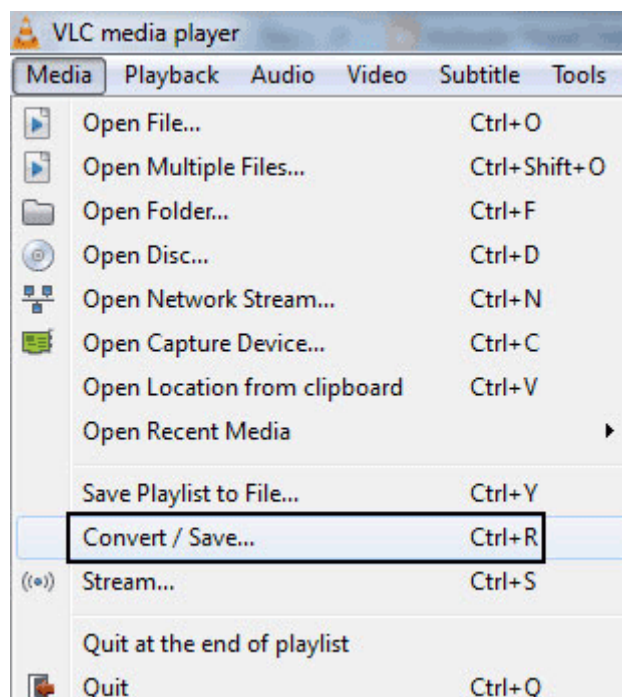 VLC media player
Media Playback Audio Video Subtitle Tools
Open File... Ctrl+O
Open Multiple Files... Ctrl+Shift+O
Open Folder... Ctrl+F
Open Disc... Ctrl+D
Open Network Stream... Ctrl+N
Open Capture Device... Ctrl+C
Open Location from clipboard Ctrl+V
Open Recent Media
Save Playlist to File... Ctrl+Y
Convert / Save... Ctrl+R
Stream... Ctrl+S
Quit at the end of playlist
Quit Ctrl+Q